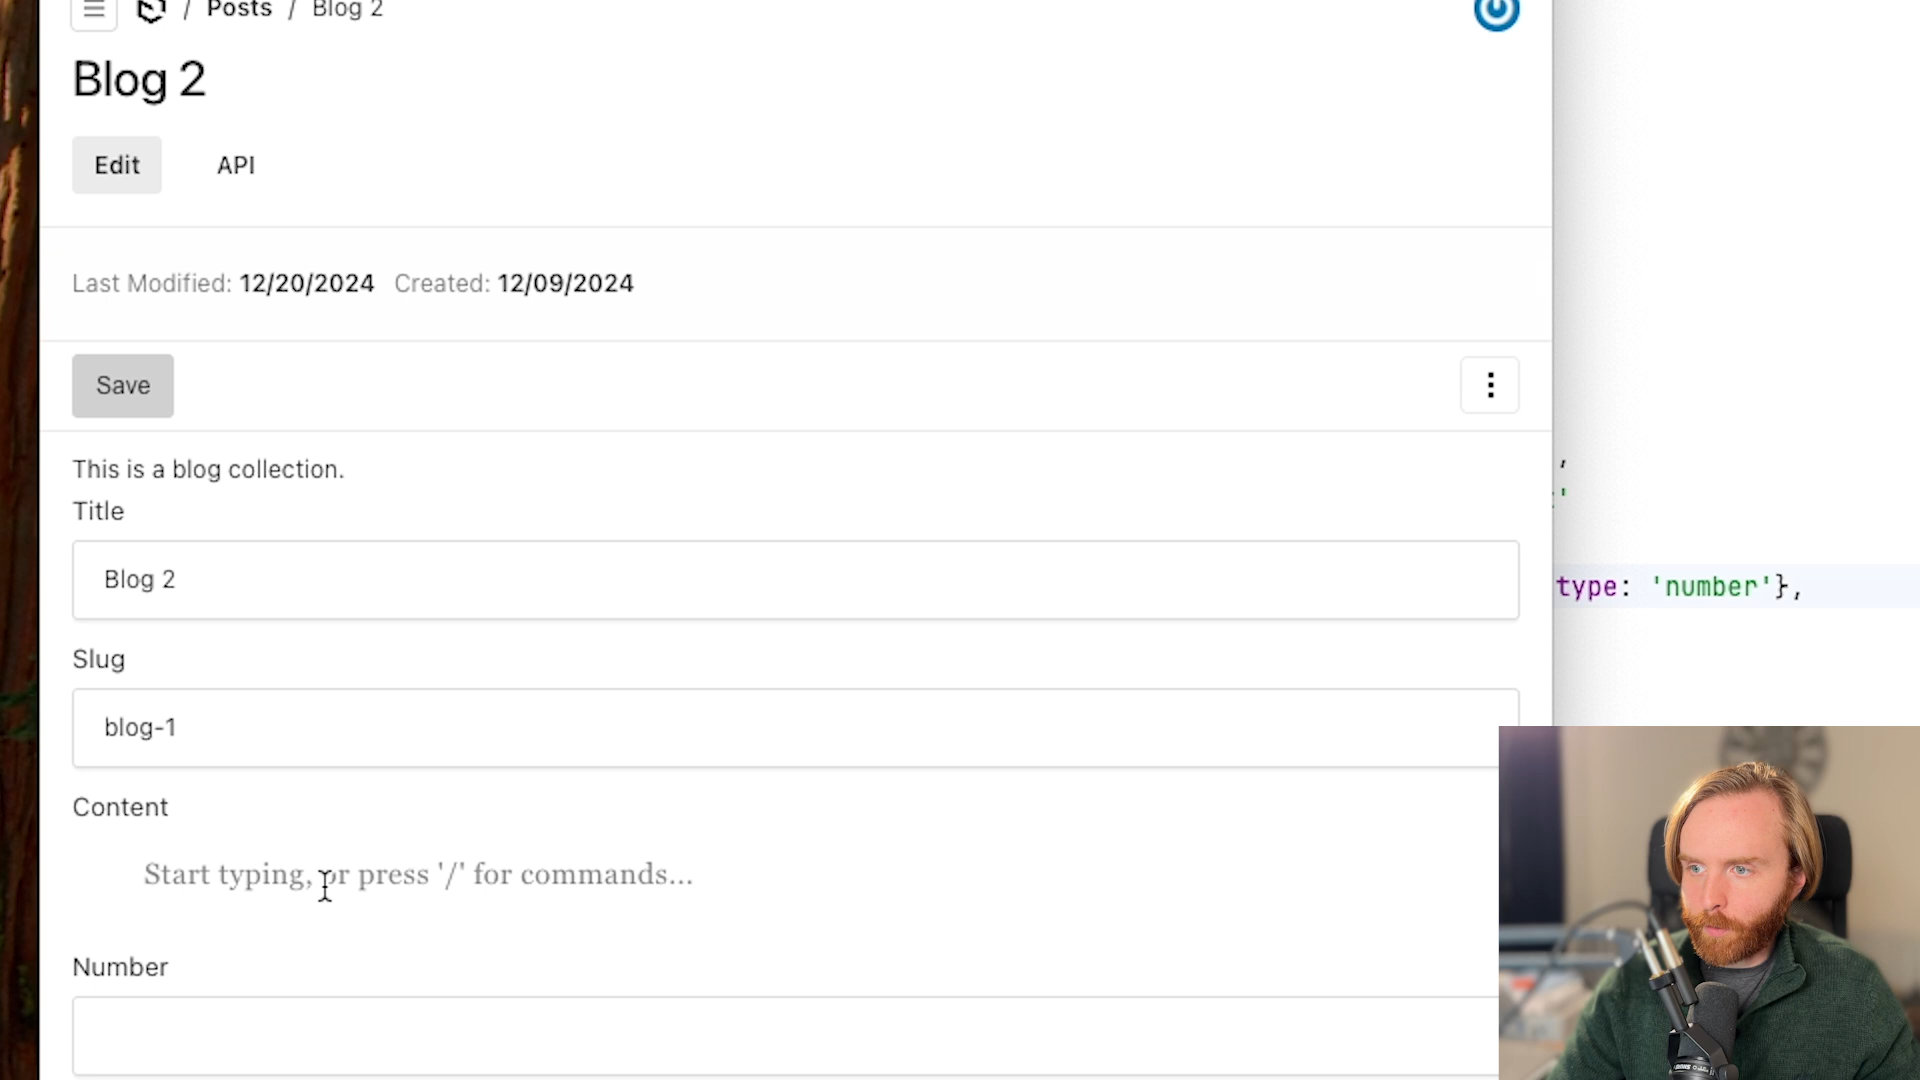 / Posts / Blog 2
Blog 2
Edit API
Last Modified: 12/20/2024 Created: 12/09/2024
Save
This is a blog collection.
Title
Blog 2
Slug
blog-1
Content
Start typing, or press '/' for commands...
Number
,
'
type: 'number'},